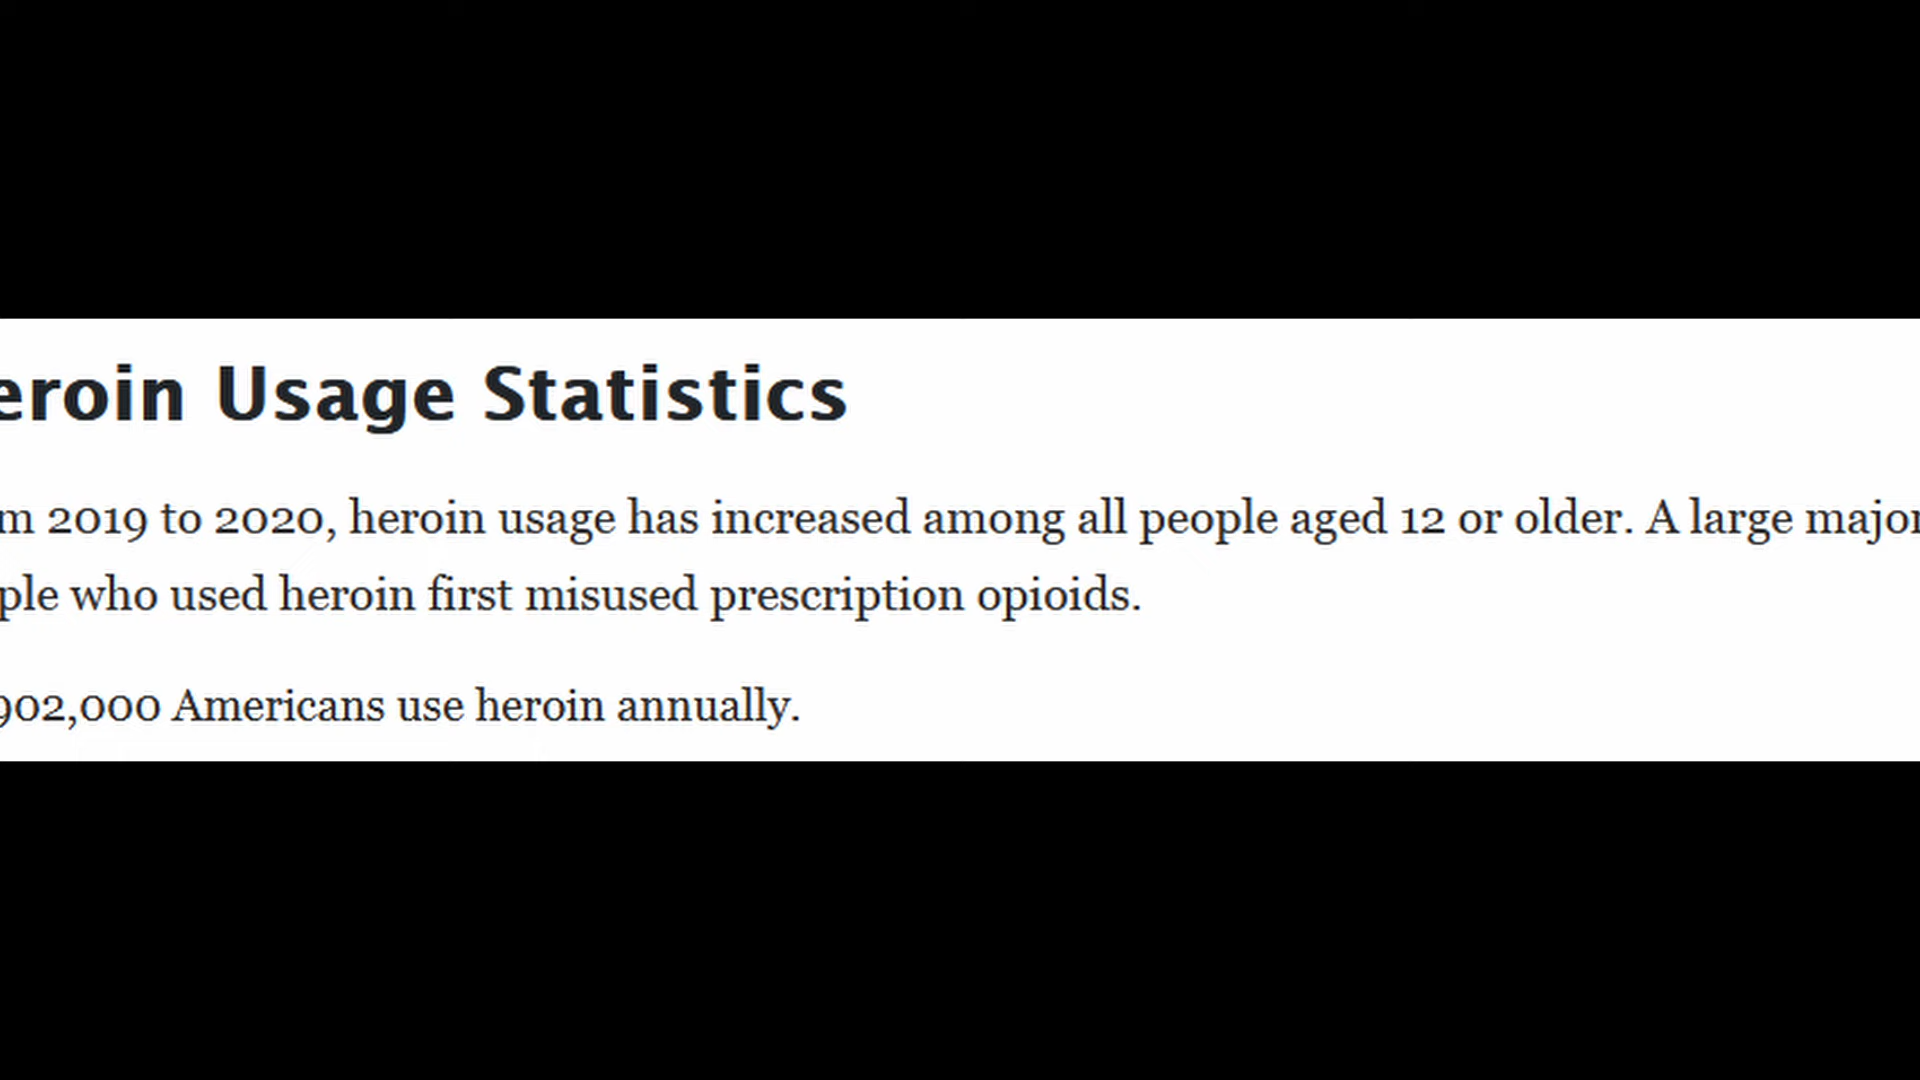 eroin Usage Statistics
m 2019 to 2020, heroin usage has increased among all people aged 12 or older. A large major
ple who used heroin first misused prescription opioids.
902,000 Americans use heroin annually.